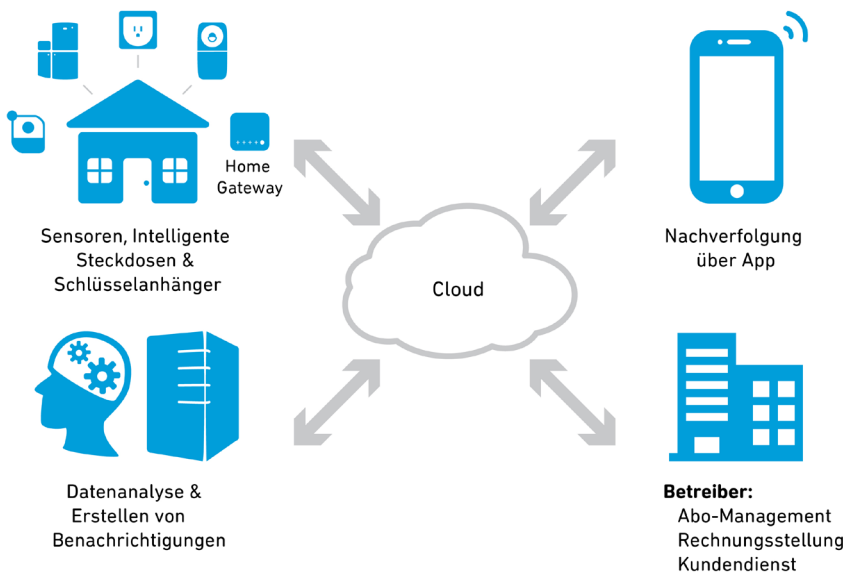 Home
Gateway
Sensoren, Intelligente
Steckdosen &
Schlüsselanhänger
Nachverfolgung
über App
Cloud
Datenanalyse &
Erstellen von
Benachrichtigungen
Betreiber:
Abo-Management
Rechnungsstellung
Kundendienst